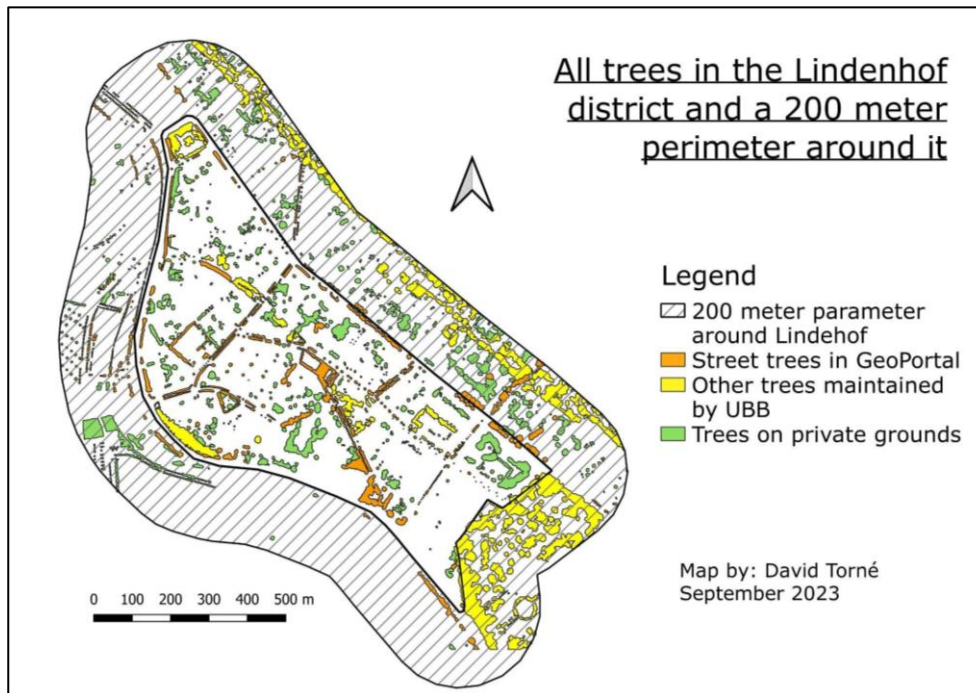 All trees in the Lindenhof
district and a 200 meter
perimeter around it
Legend
200 meter parameter
around Lindehof
Street trees in GeoPortal
Other trees maintained
by UBB
Trees on private grounds
Map by: David Torné
September 2023
0 100 200 300 400 500 m